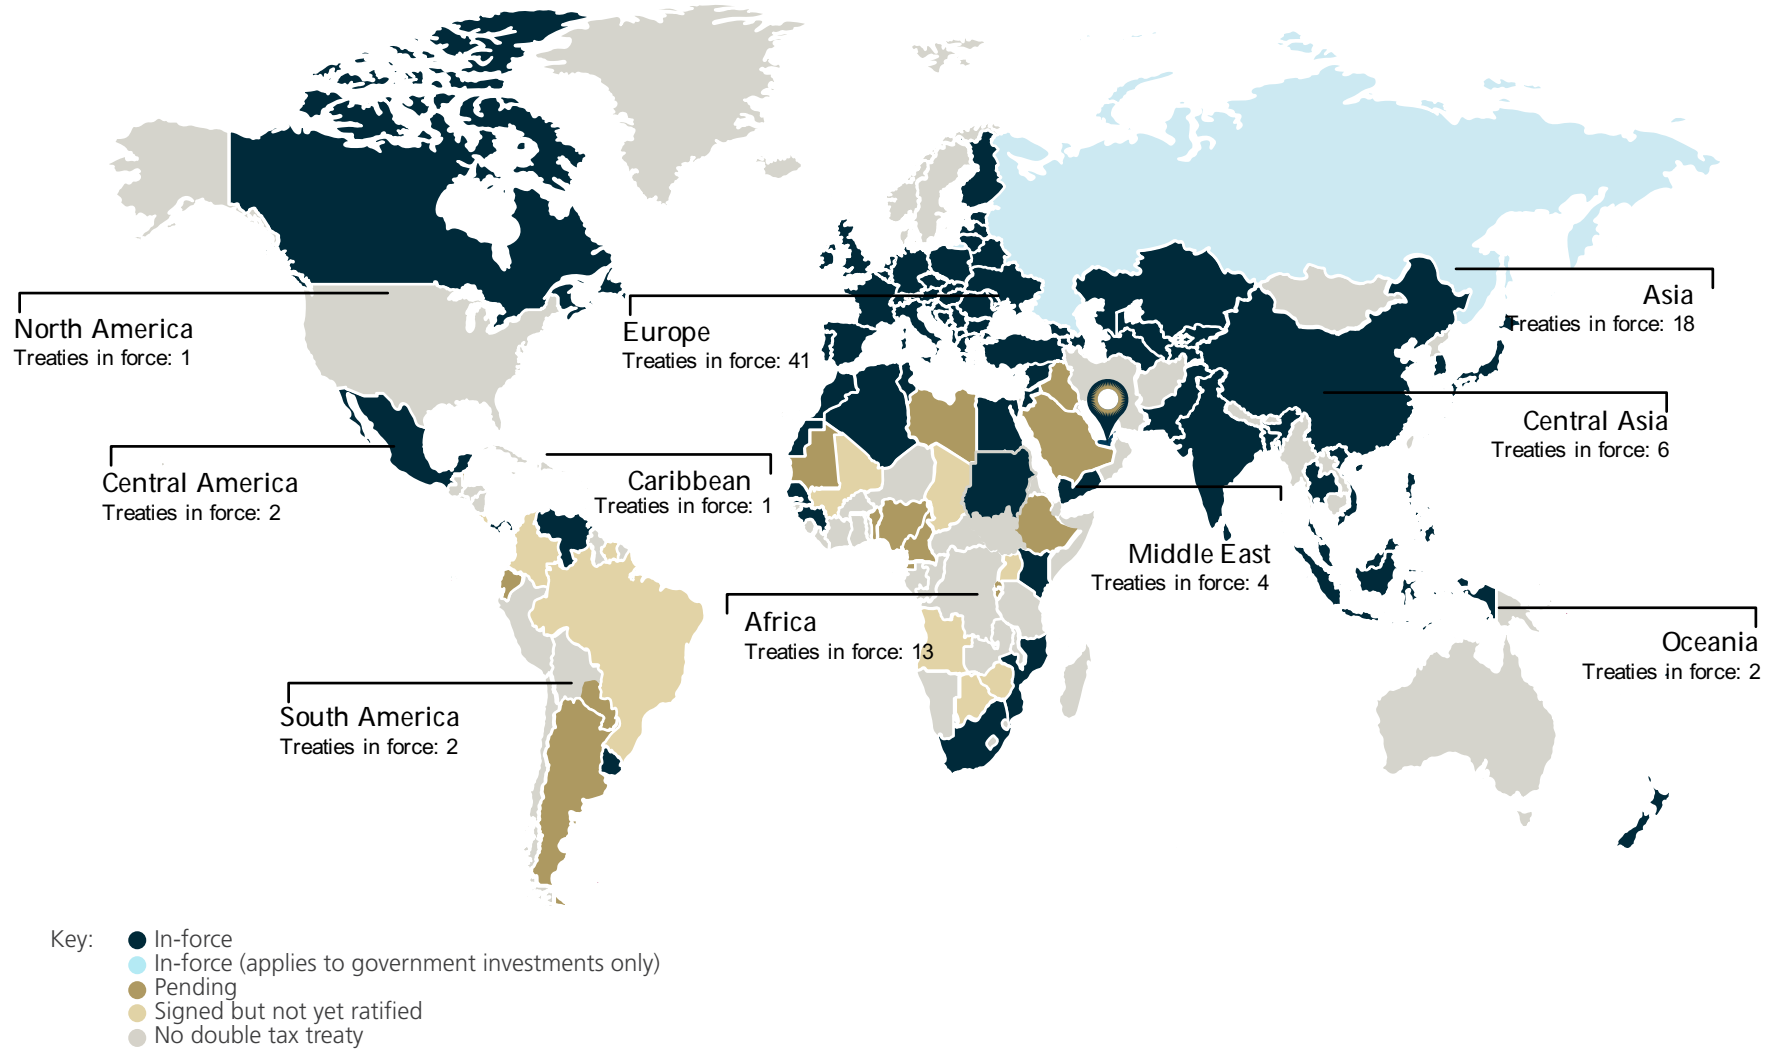 Asia
Treaties in force: 18
North America
Treaties in force: 1
Europe
Treaties in force: 41
Central Asia
Treaties in force: 6
Central America
Treaties in force: 2
Caribbean
Treaties in force: 1
Middle East
Treaties in force: 4
Africa
Treaties in force: 13
Oceania
Treaties in force: 2
South America
Treaties in force: 2
Key:
In-force
In-force (applies to government investments only)
Pending
Signed but not yet ratified
No double tax treaty